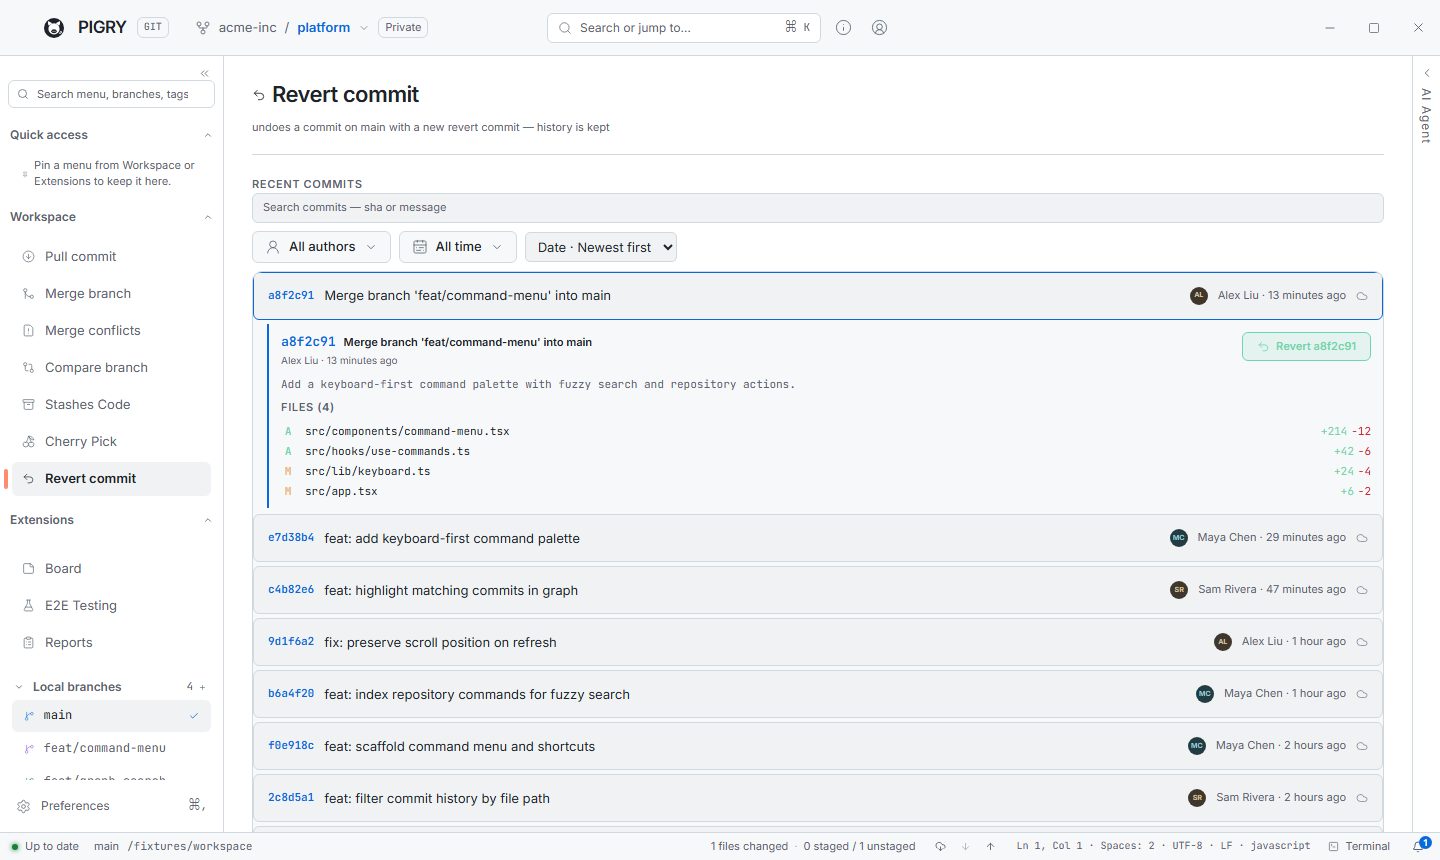 PIGRY GIT acme-inc / platform Private Search or jump to... ⌘ K
Search menu, branches, tags
Quick access
Pin a menu from Workspace or
Extensions to keep it here.
Workspace
Pull commit
Merge branch
Merge conflicts
Compare branch
Stashes Code
Cherry Pick
Revert commit
Extensions
Board
E2E Testing
Reports
Local branches 4 +
main
feat/command-menu
feat/graph-search
Preferences ⌘,
Revert commit
undoes a commit on main with a new revert commit — history is kept
RECENT COMMITS
Search commits — sha or message
All authors All time Date · Newest first
a8f2c91 Merge branch 'feat/command-menu' into main AL Alex Liu · 13 minutes ago
a8f2c91 Merge branch 'feat/command-menu' into main Revert a8f2c91
Alex Liu · 13 minutes ago
Add a keyboard-first command palette with fuzzy search and repository actions.
FILES (4)
A src/components/command-menu.tsx +214 -12
A src/hooks/use-commands.ts +42 -6
M src/lib/keyboard.ts +24 -4
M src/app.tsx +6 -2
e7d38b4 feat: add keyboard-first command palette MC Maya Chen · 29 minutes ago
c4b82e6 feat: highlight matching commits in graph SR Sam Rivera · 47 minutes ago
9d1f6a2 fix: preserve scroll position on refresh AL Alex Liu · 1 hour ago
b6a4f20 feat: index repository commands for fuzzy search MC Maya Chen · 1 hour ago
f0e918c feat: scaffold command menu and shortcuts MC Maya Chen · 2 hours ago
2c8d5a1 feat: filter commit history by file path SR Sam Rivera · 2 hours ago
AI Agent
Up to date main /fixtures/workspace 1 files changed · 0 staged / 1 unstaged Ln 1, Col 1 · Spaces: 2 · UTF-8 · LF · javascript Terminal 1